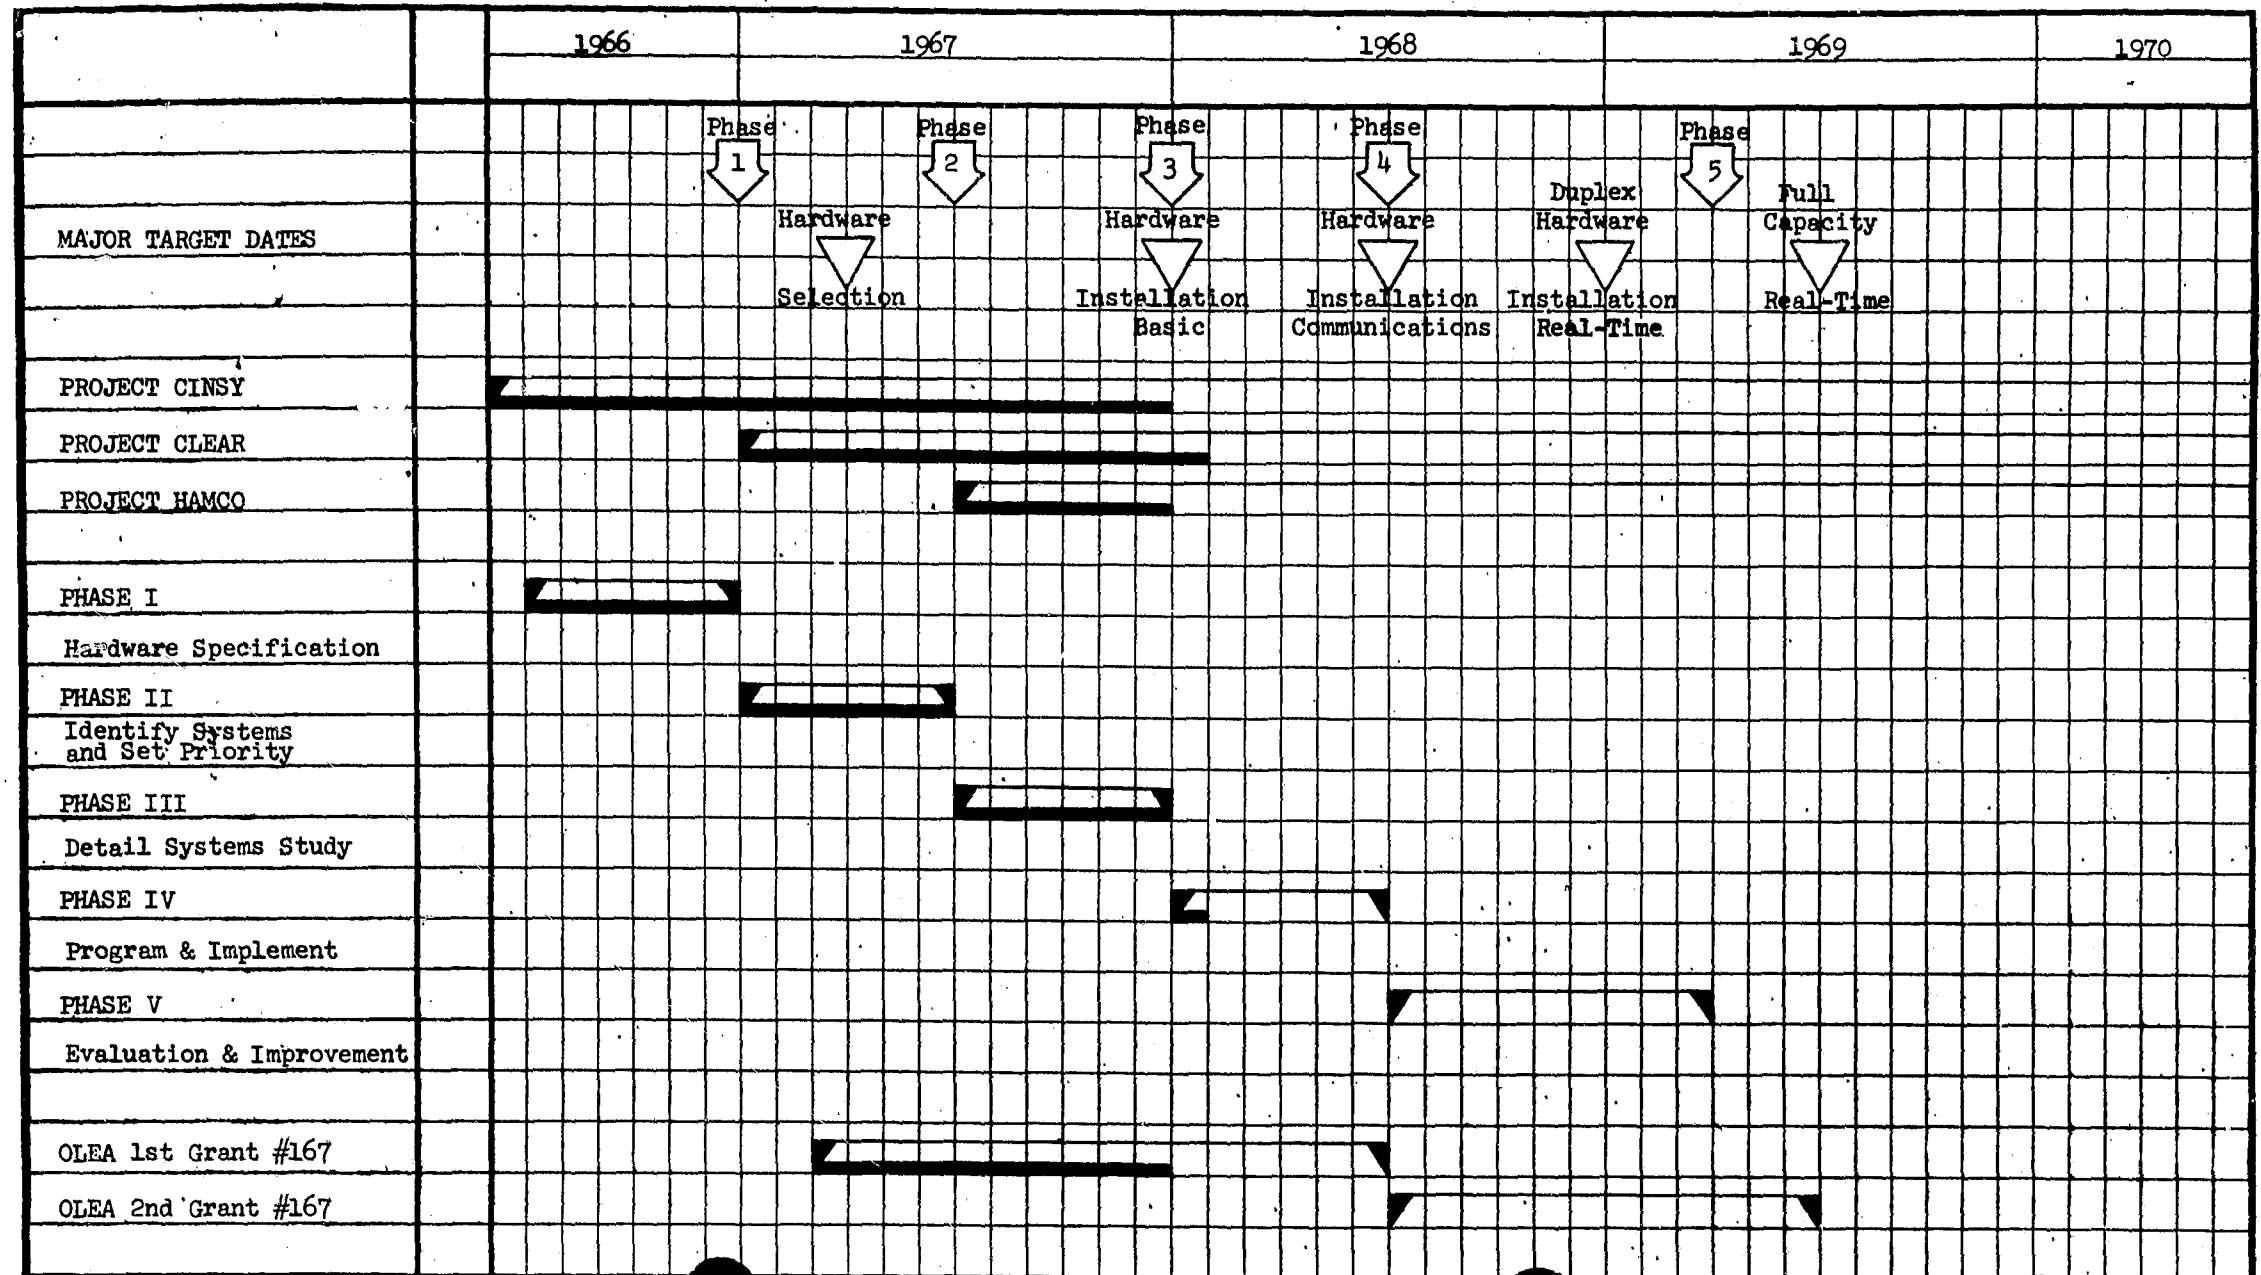 1966 1967 1968 1969 1970
Phase Phase Phase Phase Phase
1 2 3 4 5
MAJOR TARGET DATES
Hardware
Selection
Hardware
Installation
Basic
Hardware
Installation
Communications
Duplex
Hardware
Installation
Real-Time
Full
Capacity
Real-Time
PROJECT CINSY
PROJECT CLEAR
PROJECT HAMCO
PHASE I
Hardware Specification
PHASE II
Identify Systems
and Set Priority
PHASE III
Detail Systems Study
PHASE IV
Program & Implement
PHASE V
Evaluation & Improvement
OLEA 1st Grant #167
OLEA 2nd Grant #167